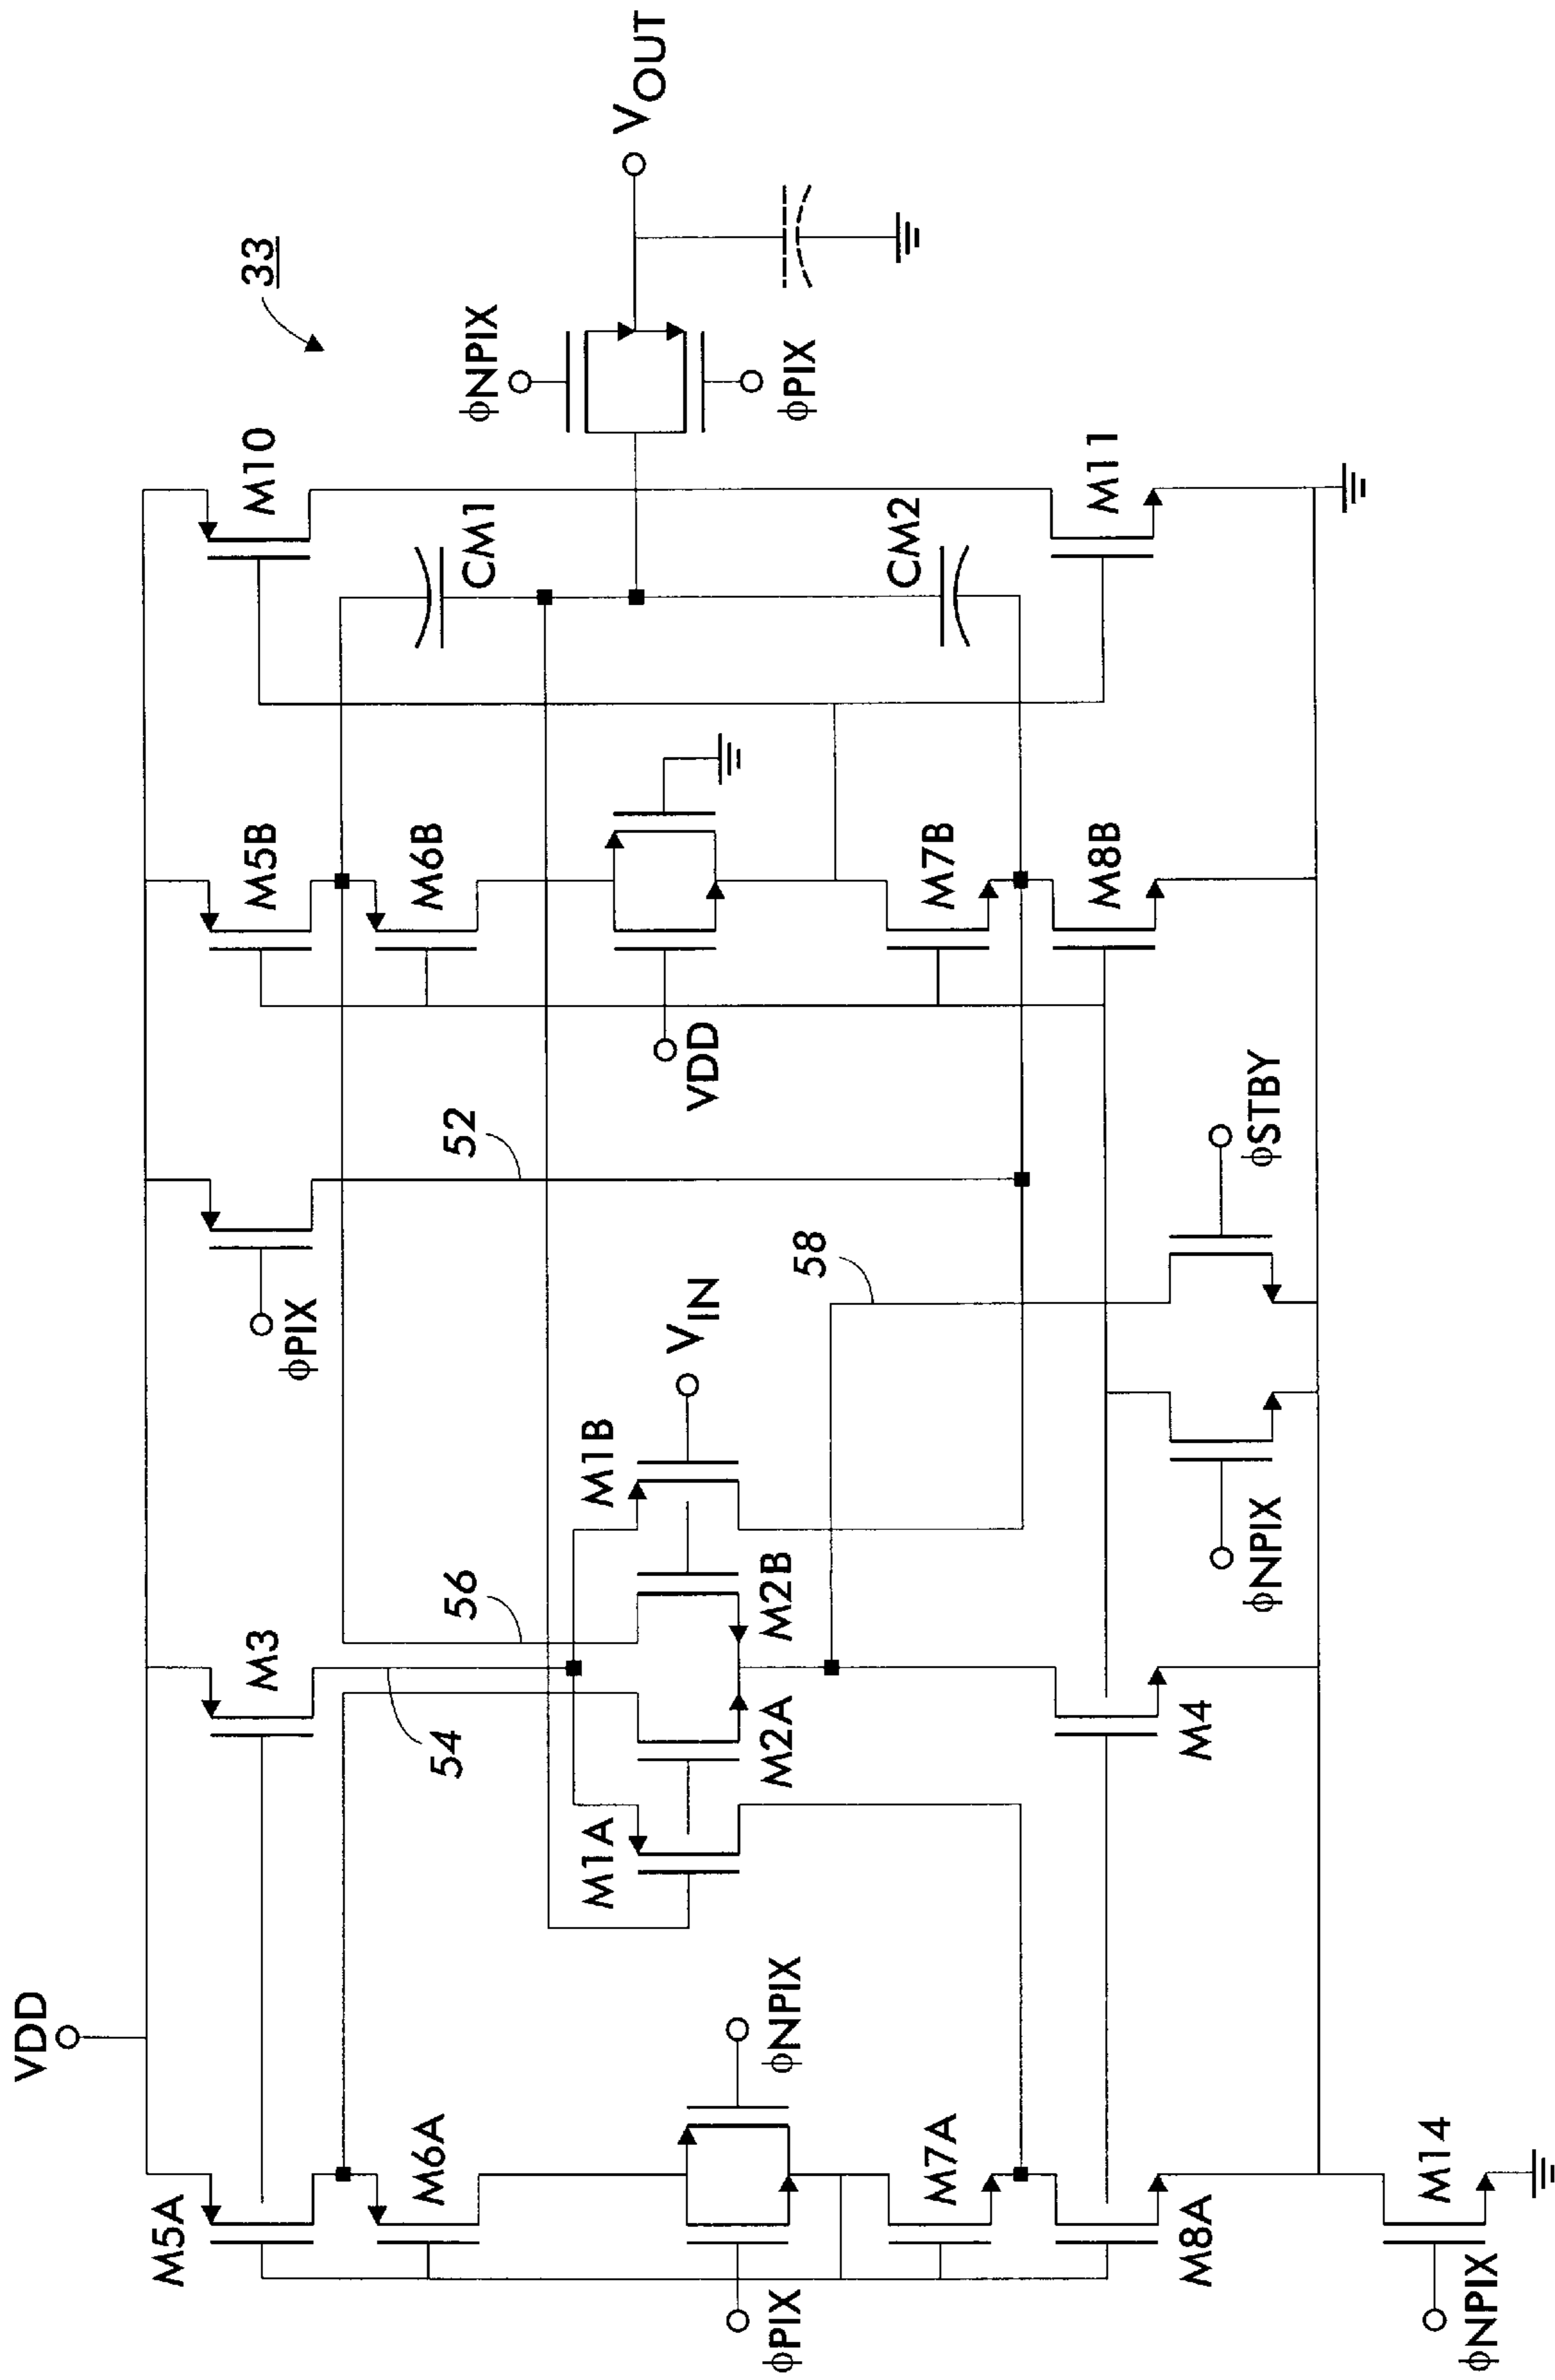 33
VDD
M5A
M6A
ϕPIX
ϕNPIX
M7A
M8A
M14
ϕNPIX
M3
54
56
M1A
M2A
M2B
M1B
VIN
M4
58
ϕNPIX
ϕSTBY
ϕPIX
52
M5B
M6B
VDD
M7B
M8B
M10
CM1
CM2
M11
ϕNPIX
ϕPIX
VOUT